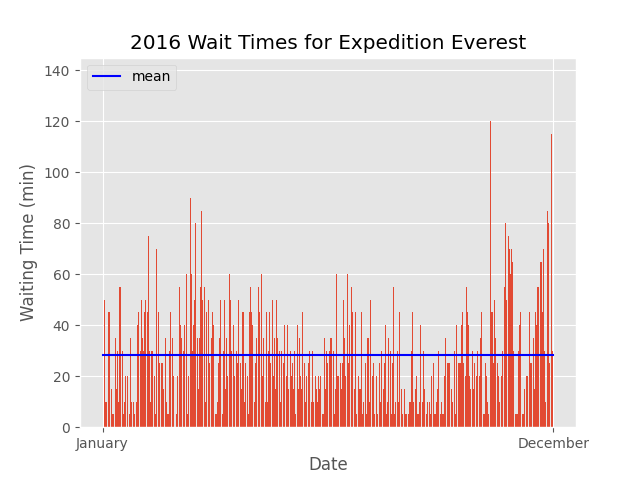 2016 Wait Times for Expedition Everest
mean
140
120
100
80
60
40
20
0
Waiting Time (min)
January
December
Date